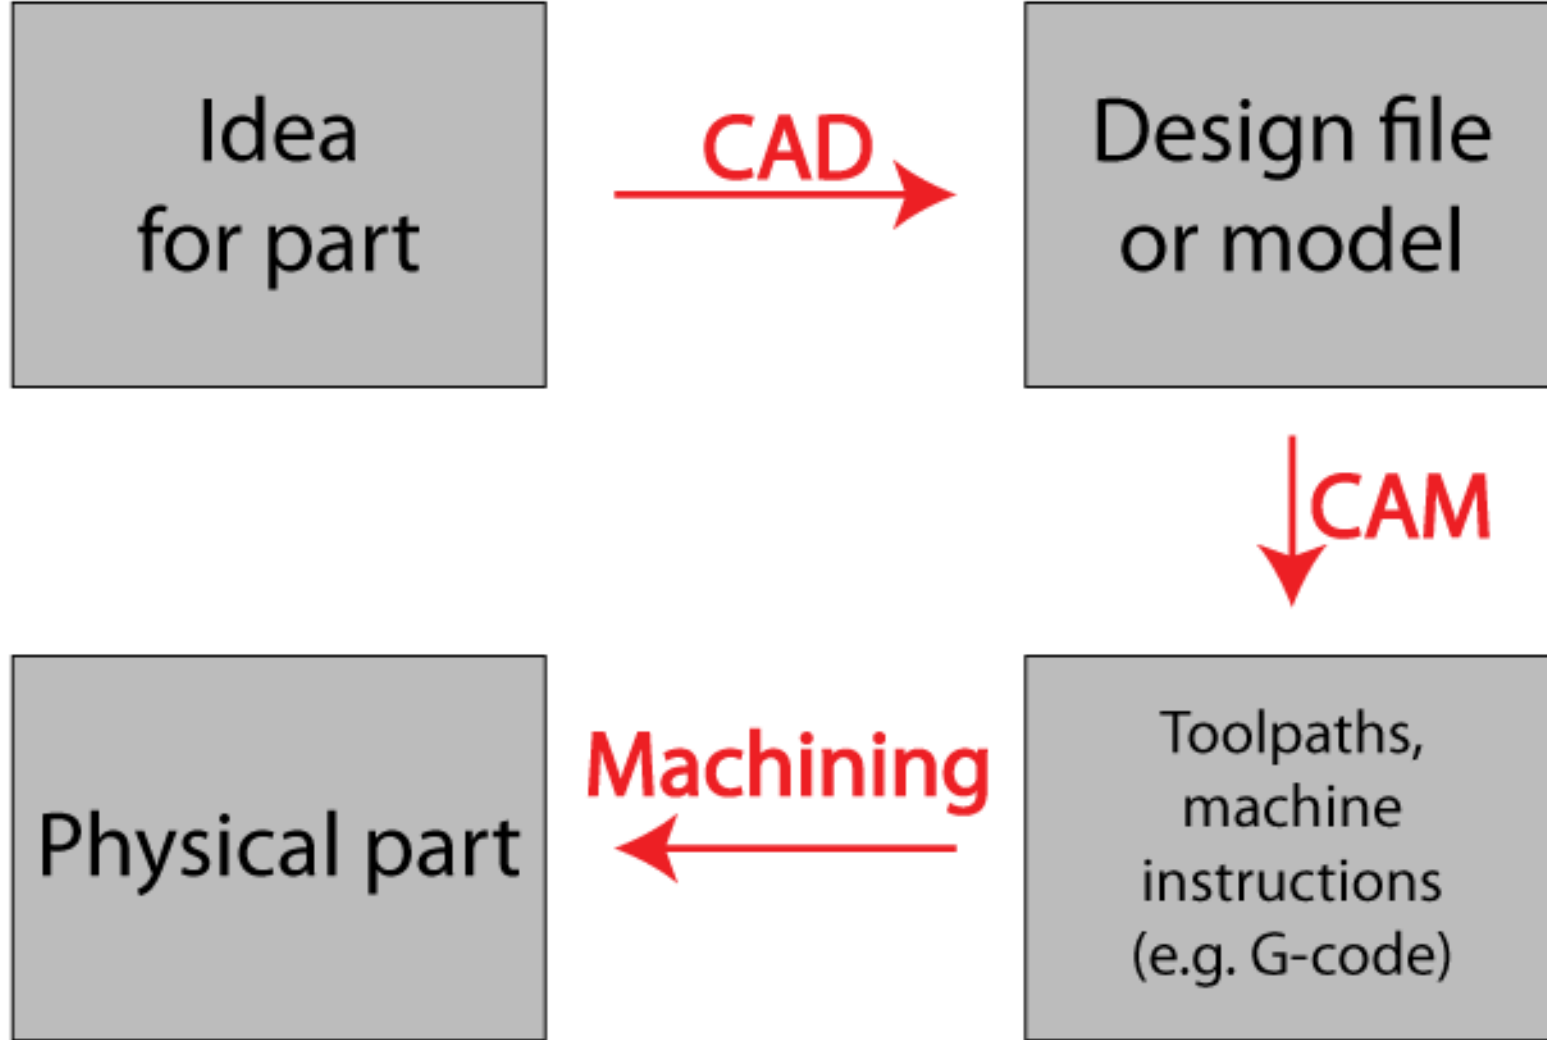 Idea
for part
CAD
Design file
or model
CAM
Toolpaths,
machine
instructions
(e.g. G-code)
Machining
Physical part